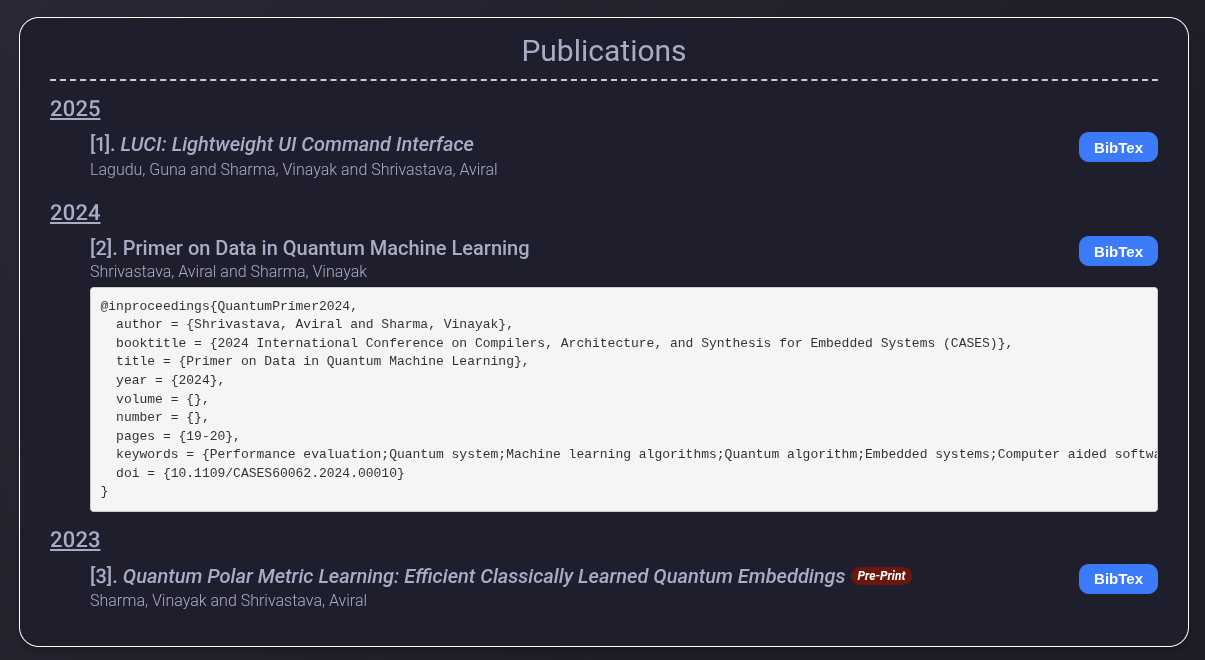 Publications
2025
[1]. LUCI: Lightweight UI Command Interface
BibTex
Lagudu, Guna and Sharma, Vinayak and Shrivastava, Aviral
2024
[2]. Primer on Data in Quantum Machine Learning
BibTex
Shrivastava, Aviral and Sharma, Vinayak
@inproceedings{QuantumPrimer2024,
  author = {Shrivastava, Aviral and Sharma, Vinayak},
  booktitle = {2024 International Conference on Compilers, Architecture, and Synthesis for Embedded Systems (CASES)},
  title = {Primer on Data in Quantum Machine Learning},
  year = {2024},
  volume = {},
  number = {},
  pages = {19-20},
  keywords = {Performance evaluation;Quantum system;Machine learning algorithms;Quantum algorithm;Embedded systems;Computer aided
  doi = {10.1109/CASES60062.2024.00010}
}
2023
[3]. Quantum Polar Metric Learning: Efficient Classically Learned Quantum Embeddings Pre-Print
BibTex
Sharma, Vinayak and Shrivastava, Aviral